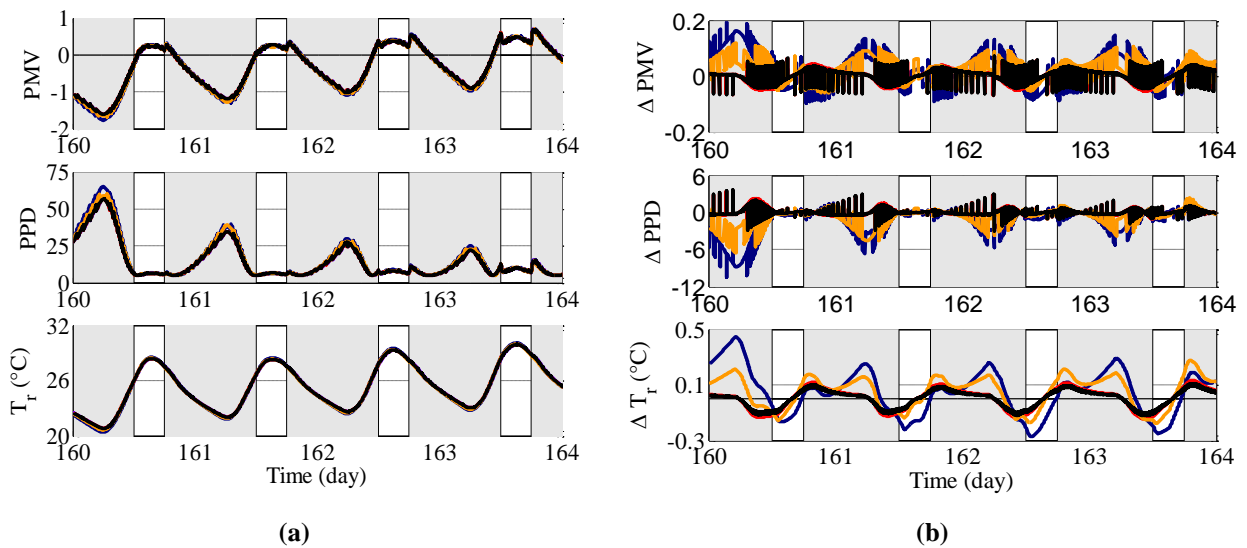 1
0
-1
-2
PMV
160 161 162 163 164
75
50
25
0
PPD
160 161 162 163 164
32
26
20
T_r (°C)
160 161 162 163 164
Time (day)
(a)
0.2
0
-0.2
Δ PMV
160 161 162 163 164
6
0
-6
-12
Δ PPD
160 161 162 163 164
0.5
0.1
-0.3
Δ T_r (°C)
160 161 162 163 164
Time (day)
(b)